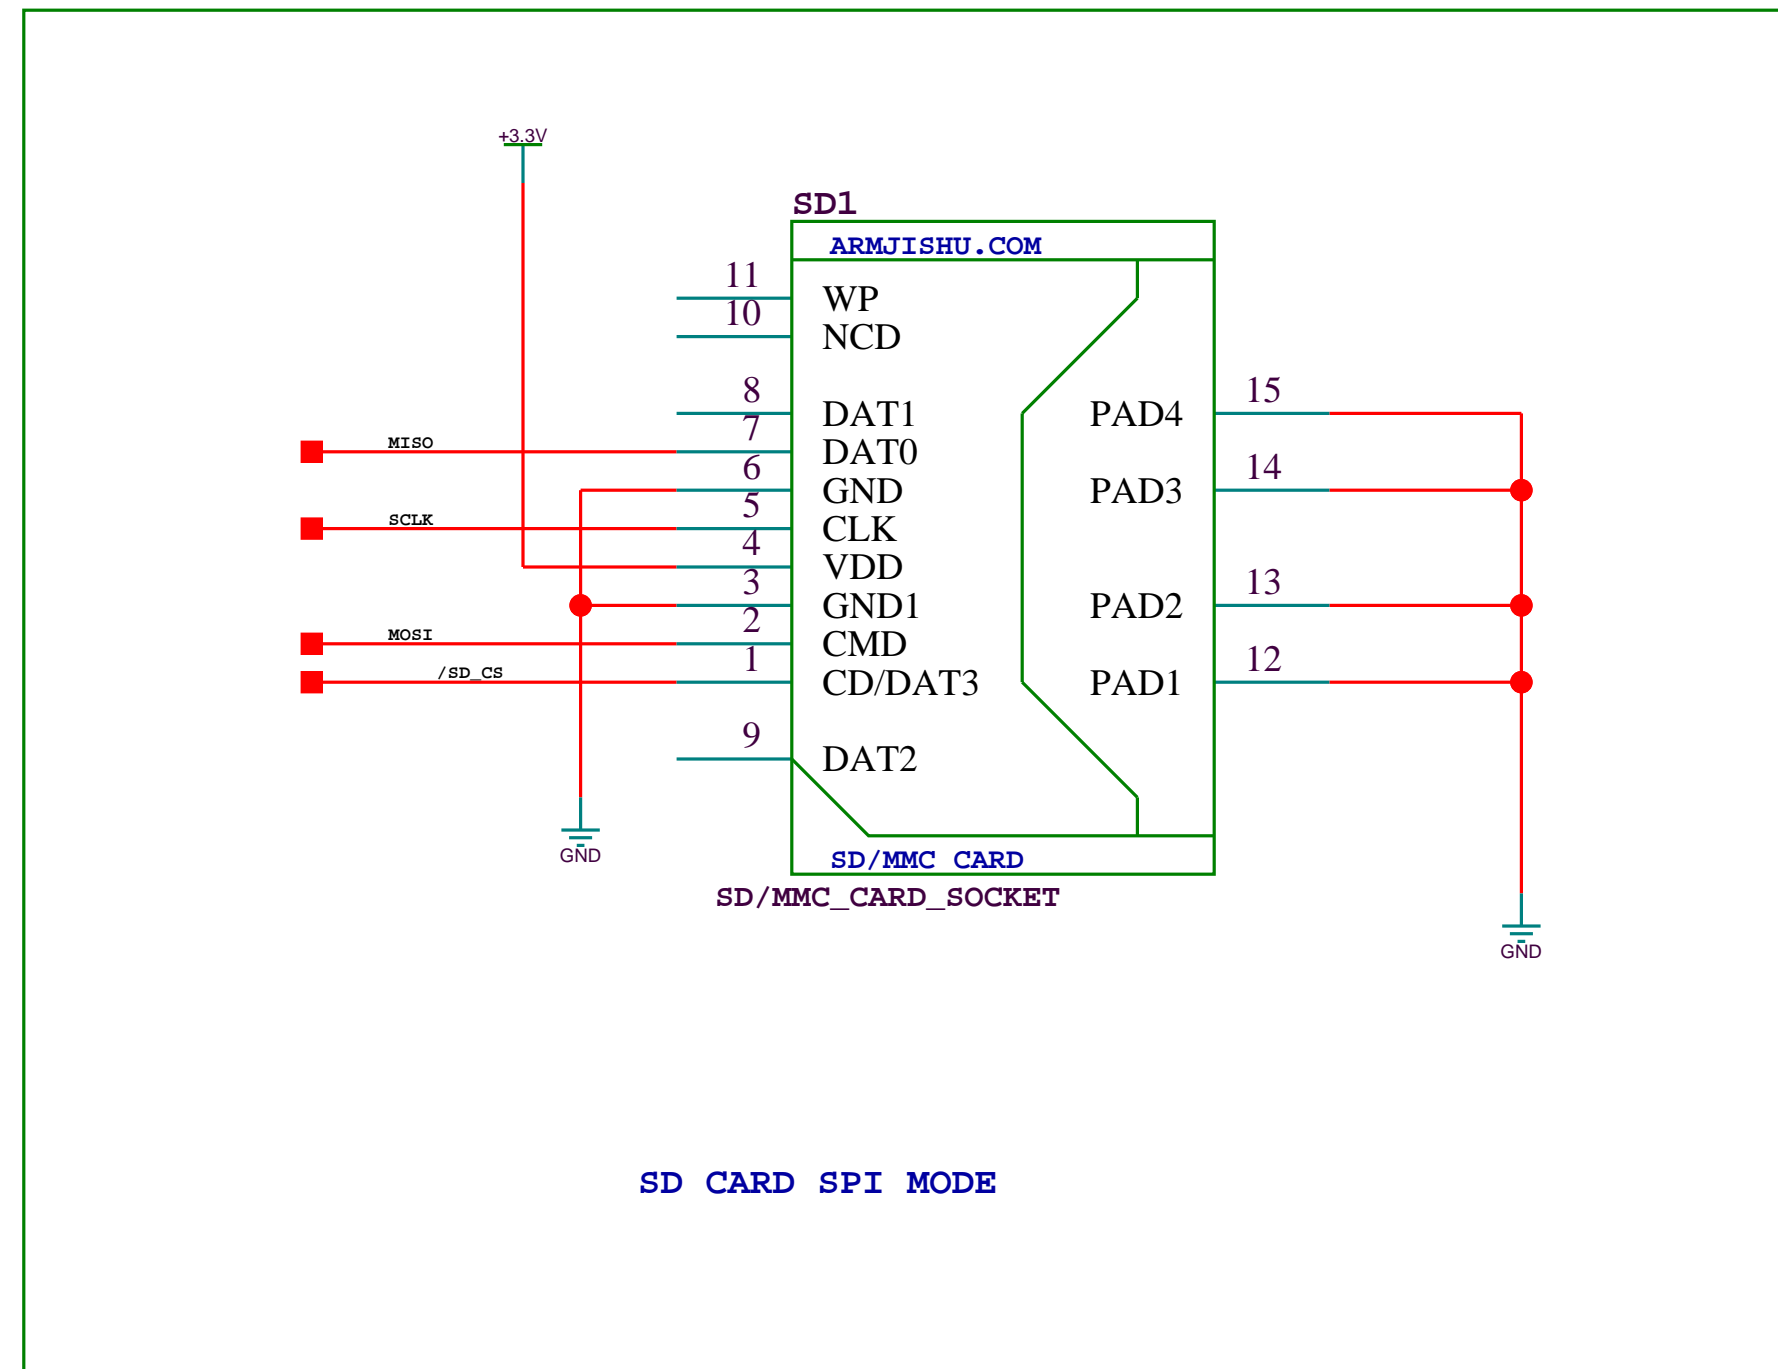 +3.3V
SD1
ARMJISHU.COM
11 WP
10 NCD
8 DAT1 PAD4 15
MISO 7 DAT0
6 GND PAD3 14
SCLK 5 CLK
4 VDD
3 GND1 PAD2 13
MOSI 2 CMD
/SD_CS 1 CD/DAT3 PAD1 12
9 DAT2
GND
SD/MMC CARD
SD/MMC_CARD_SOCKET
GND
SD CARD SPI MODE